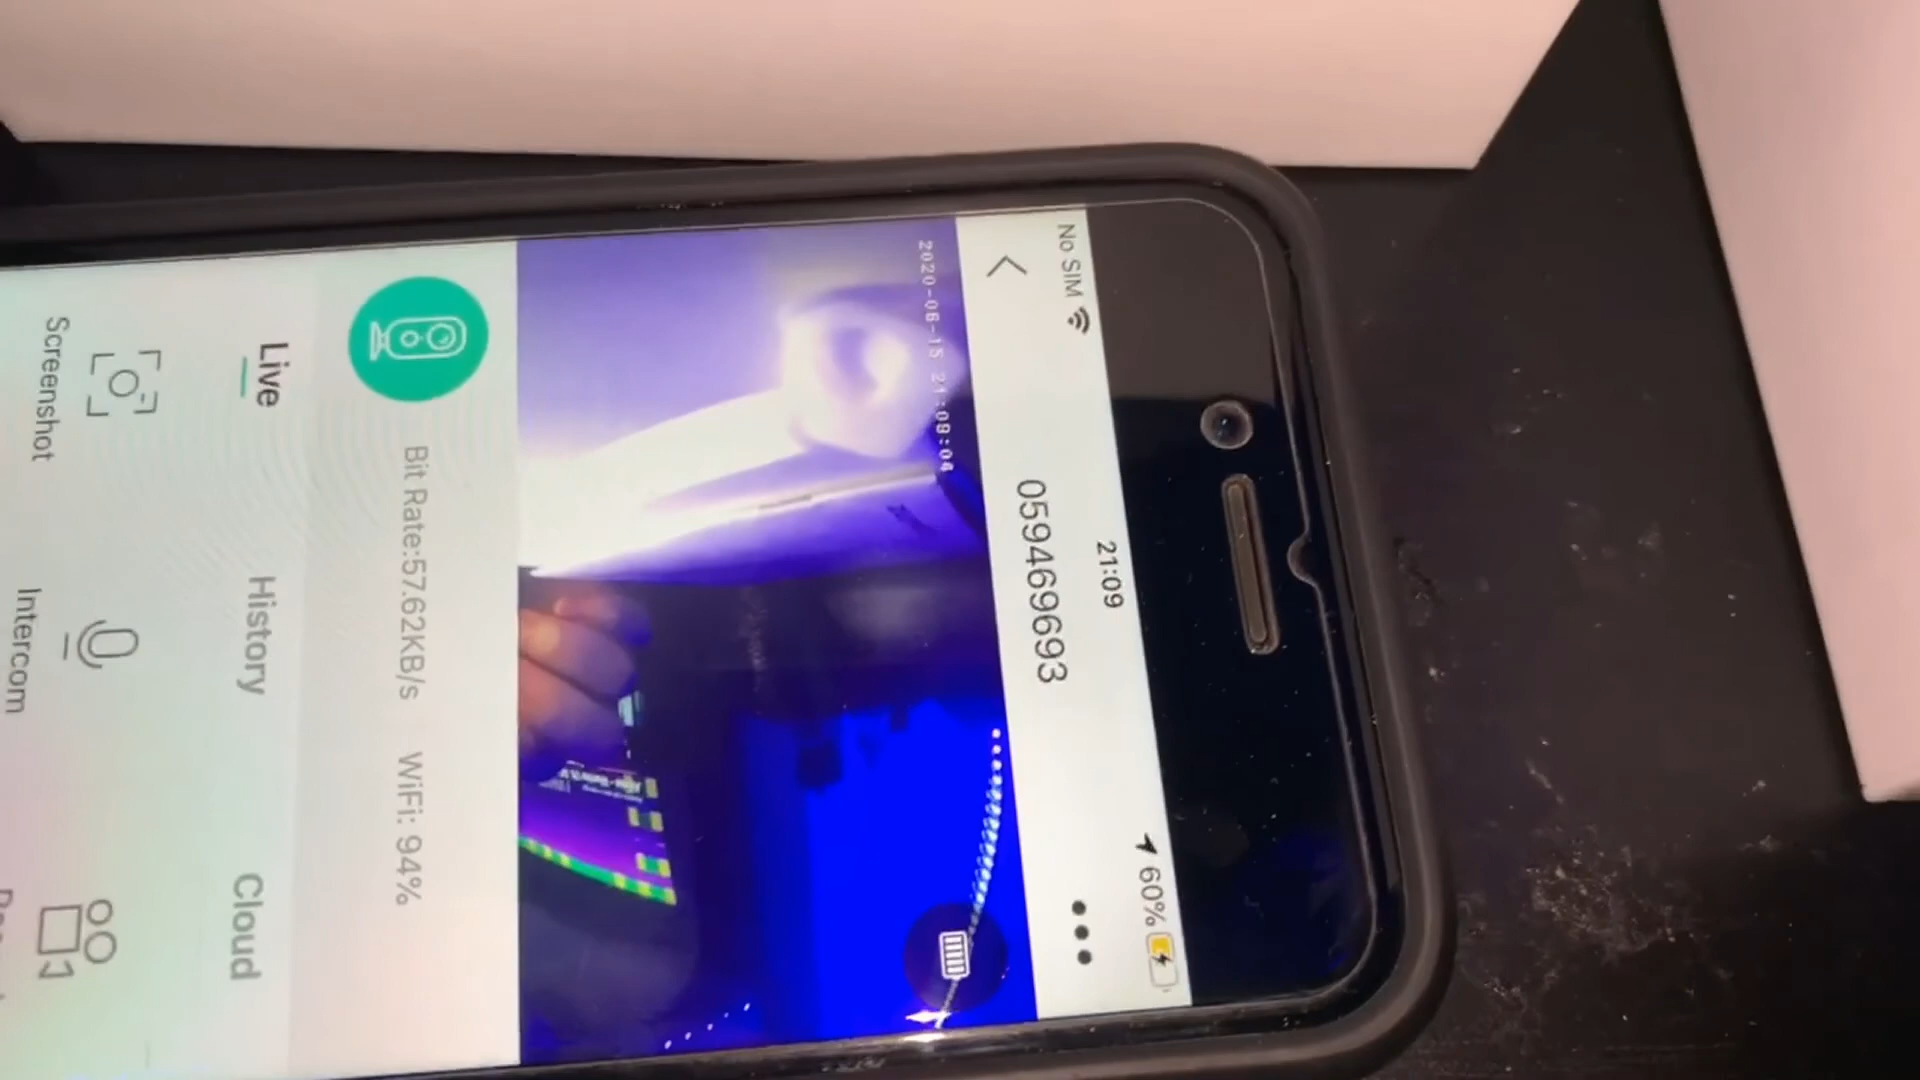 No SIM 21:09 60%
059469693
2020-06-15 21:09:04
Bit Rate:57.62KB/s WiFi: 94%
Live History Cloud
Screenshot Intercom